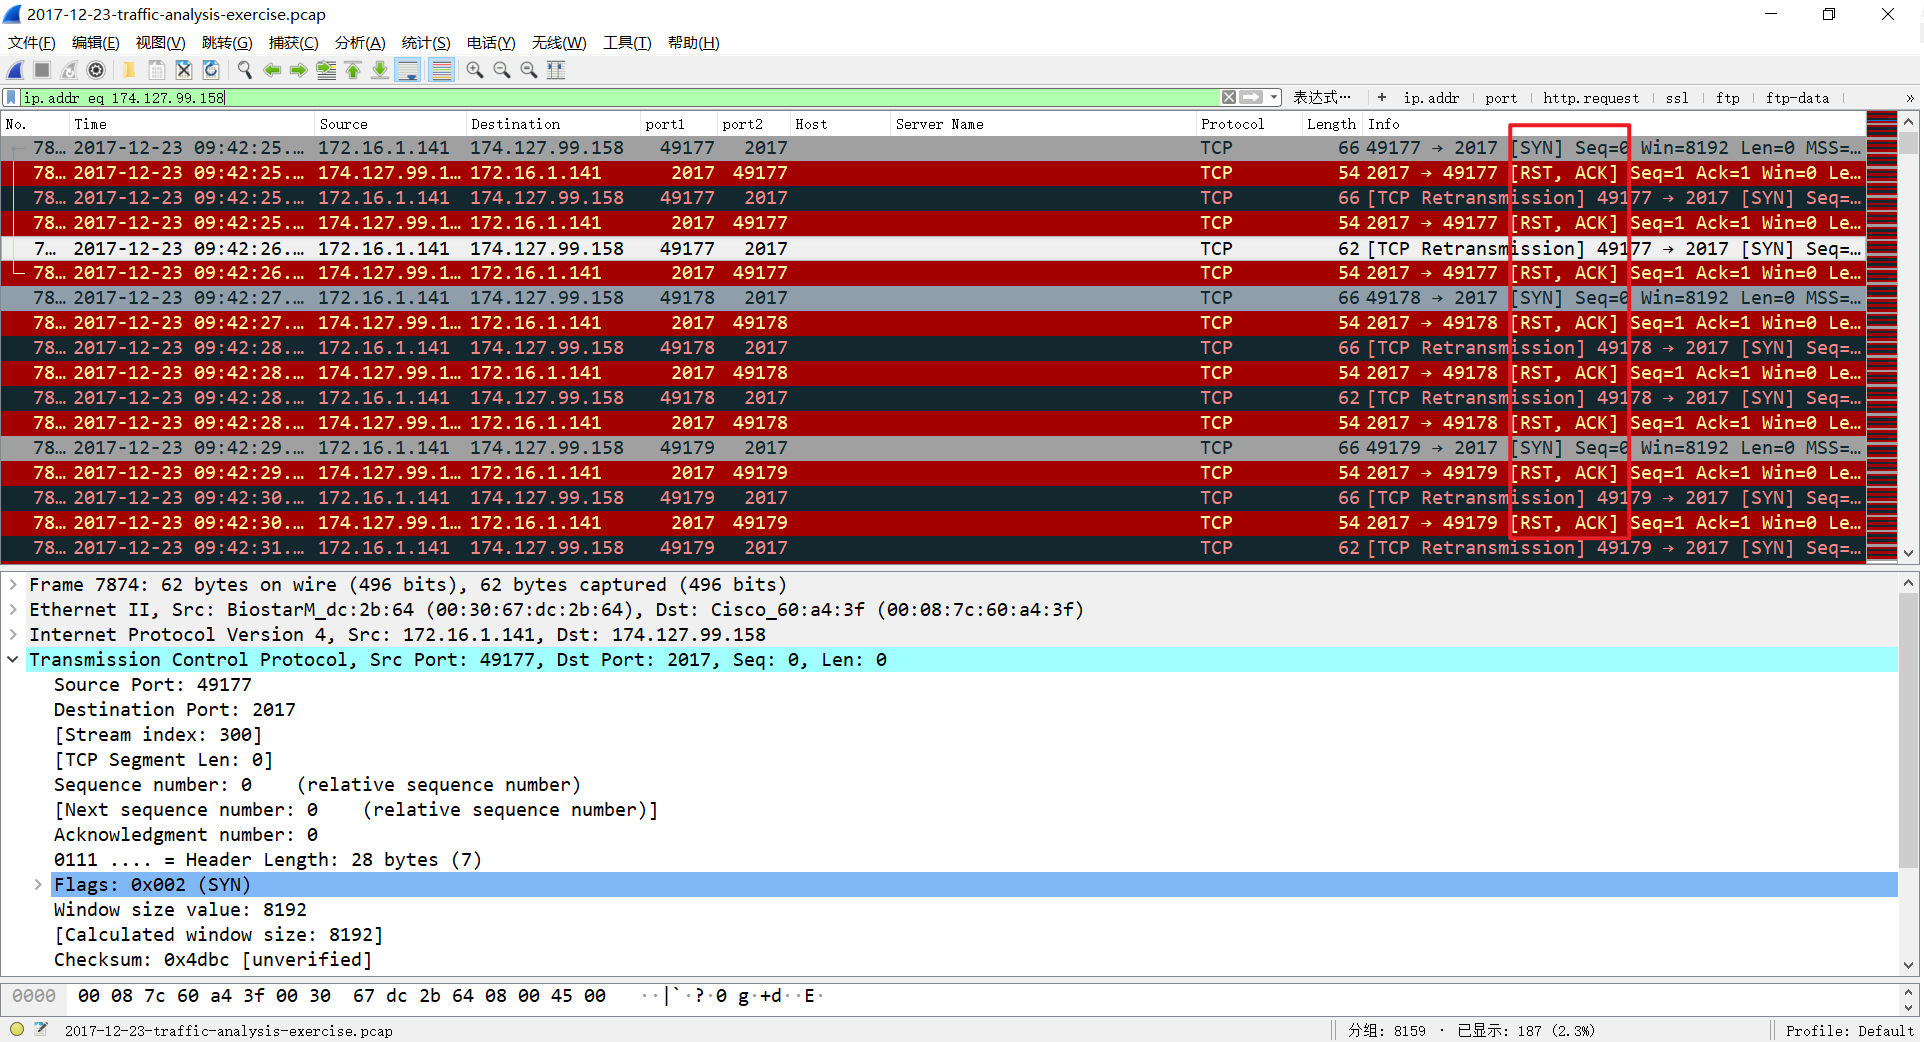 2017-12-23-traffic-analysis-exercise.pcap
文件(F) 编辑(E) 视图(V) 跳转(G) 捕获(C) 分析(A) 统计(S) 电话(Y) 无线(W) 工具(T) 帮助(H)
ip.addr eq 174.127.99.158 表达式… + ip.addr port http.request ssl ftp ftp-data »
No. Time Source Destination port1 port2 Host Server Name Protocol Length Info
78… 2017-12-23 09:42:25.… 172.16.1.141 174.127.99.158 49177 2017 TCP 66 49177 → 2017 [SYN] Seq=0 Win=8192 Len=0 MSS=…
78… 2017-12-23 09:42:25.… 174.127.99.1… 172.16.1.141 2017 49177 TCP 54 2017 → 49177 [RST, ACK] Seq=1 Ack=1 Win=0 Le…
78… 2017-12-23 09:42:25.… 172.16.1.141 174.127.99.158 49177 2017 TCP 66 [TCP Retransmission] 49177 → 2017 [SYN] Seq=…
78… 2017-12-23 09:42:25.… 174.127.99.1… 172.16.1.141 2017 49177 TCP 54 2017 → 49177 [RST, ACK] Seq=1 Ack=1 Win=0 Le…
7… 2017-12-23 09:42:26.… 172.16.1.141 174.127.99.158 49177 2017 TCP 62 [TCP Retransmission] 49177 → 2017 [SYN] Seq=…
78… 2017-12-23 09:42:26.… 174.127.99.1… 172.16.1.141 2017 49177 TCP 54 2017 → 49177 [RST, ACK] Seq=1 Ack=1 Win=0 Le…
78… 2017-12-23 09:42:27.… 172.16.1.141 174.127.99.158 49178 2017 TCP 66 49178 → 2017 [SYN] Seq=0 Win=8192 Len=0 MSS=…
78… 2017-12-23 09:42:27.… 174.127.99.1… 172.16.1.141 2017 49178 TCP 54 2017 → 49178 [RST, ACK] Seq=1 Ack=1 Win=0 Le…
78… 2017-12-23 09:42:28.… 172.16.1.141 174.127.99.158 49178 2017 TCP 66 [TCP Retransmission] 49178 → 2017 [SYN] Seq=…
78… 2017-12-23 09:42:28.… 174.127.99.1… 172.16.1.141 2017 49178 TCP 54 2017 → 49178 [RST, ACK] Seq=1 Ack=1 Win=0 Le…
78… 2017-12-23 09:42:28.… 172.16.1.141 174.127.99.158 49178 2017 TCP 62 [TCP Retransmission] 49178 → 2017 [SYN] Seq=…
78… 2017-12-23 09:42:28.… 174.127.99.1… 172.16.1.141 2017 49178 TCP 54 2017 → 49178 [RST, ACK] Seq=1 Ack=1 Win=0 Le…
78… 2017-12-23 09:42:29.… 172.16.1.141 174.127.99.158 49179 2017 TCP 66 49179 → 2017 [SYN] Seq=0 Win=8192 Len=0 MSS=…
78… 2017-12-23 09:42:29.… 174.127.99.1… 172.16.1.141 2017 49179 TCP 54 2017 → 49179 [RST, ACK] Seq=1 Ack=1 Win=0 Le…
78… 2017-12-23 09:42:30.… 172.16.1.141 174.127.99.158 49179 2017 TCP 66 [TCP Retransmission] 49179 → 2017 [SYN] Seq=…
78… 2017-12-23 09:42:30.… 174.127.99.1… 172.16.1.141 2017 49179 TCP 54 2017 → 49179 [RST, ACK] Seq=1 Ack=1 Win=0 Le…
78… 2017-12-23 09:42:31.… 172.16.1.141 174.127.99.158 49179 2017 TCP 62 [TCP Retransmission] 49179 → 2017 [SYN] Seq=…
Frame 7874: 62 bytes on wire (496 bits), 62 bytes captured (496 bits)
Ethernet II, Src: BiostarM_dc:2b:64 (00:30:67:dc:2b:64), Dst: Cisco_60:a4:3f (00:08:7c:60:a4:3f)
Internet Protocol Version 4, Src: 172.16.1.141, Dst: 174.127.99.158
Transmission Control Protocol, Src Port: 49177, Dst Port: 2017, Seq: 0, Len: 0
Source Port: 49177
Destination Port: 2017
[Stream index: 300]
[TCP Segment Len: 0]
Sequence number: 0    (relative sequence number)
[Next sequence number: 0    (relative sequence number)]
Acknowledgment number: 0
0111 .... = Header Length: 28 bytes (7)
Flags: 0x002 (SYN)
Window size value: 8192
[Calculated window size: 8192]
Checksum: 0x4dbc [unverified]
0000 00 08 7c 60 a4 3f 00 30 67 dc 2b 64 08 00 45 00 ··|`·?·0 g·+d··E·
2017-12-23-traffic-analysis-exercise.pcap 分组: 8159 · 已显示: 187 (2.3%) Profile: Default